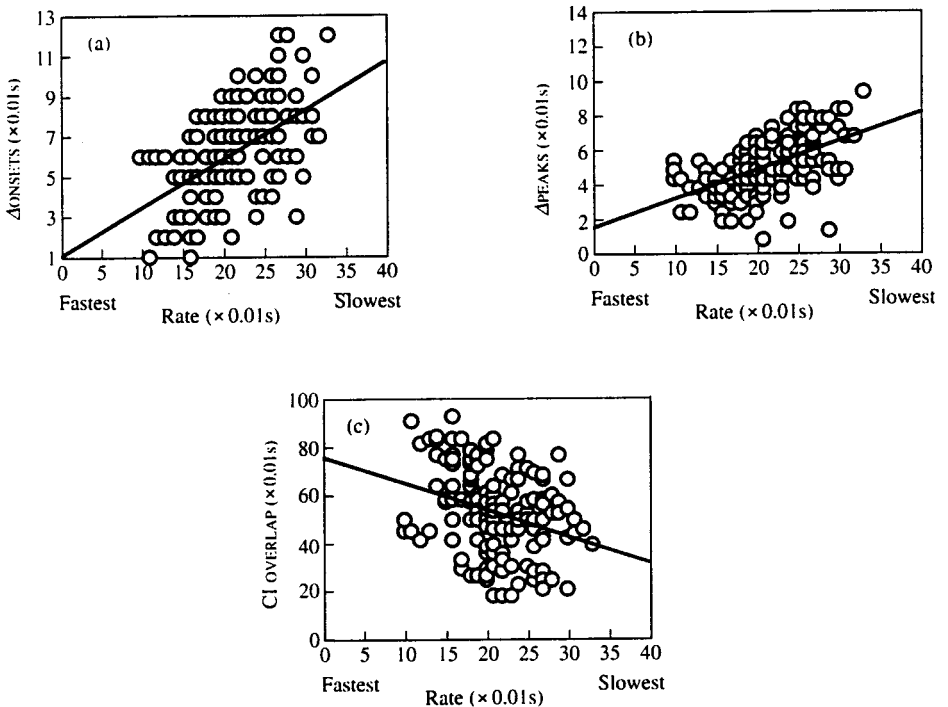 (a)
ΔONSETS (×0.01s)
13
11
9
7
5
3
1
0 5 10 15 20 25 30 35 40
Fastest Slowest
Rate (×0.01s)
(b)
ΔPEAKS (×0.01s)
14
12
10
8
6
4
2
0
0 5 10 15 20 25 30 35 40
Fastest Slowest
Rate (×0.01s)
(c)
CI OVERLAP (×0.01s)
100
80
60
40
20
0
0 5 10 15 20 25 30 35 40
Fastest Slowest
Rate (×0.01s)